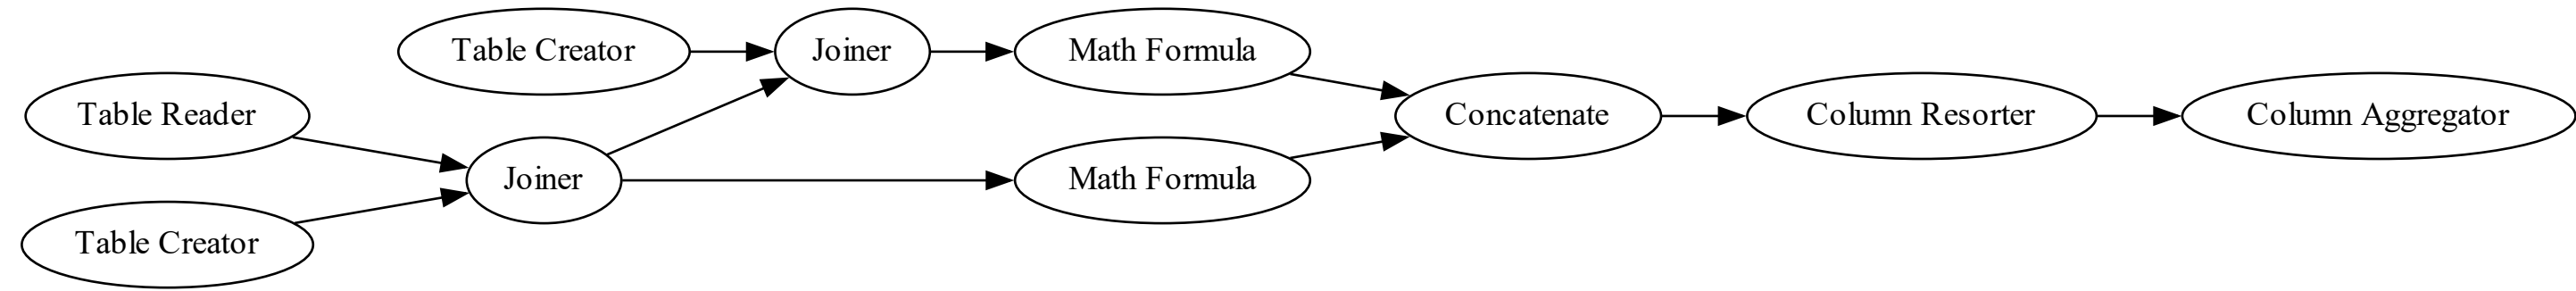 Table Creator
Joiner
Math Formula
Table Reader
Concatenate
Column Resorter
Column Aggregator
Joiner
Math Formula
Table Creator